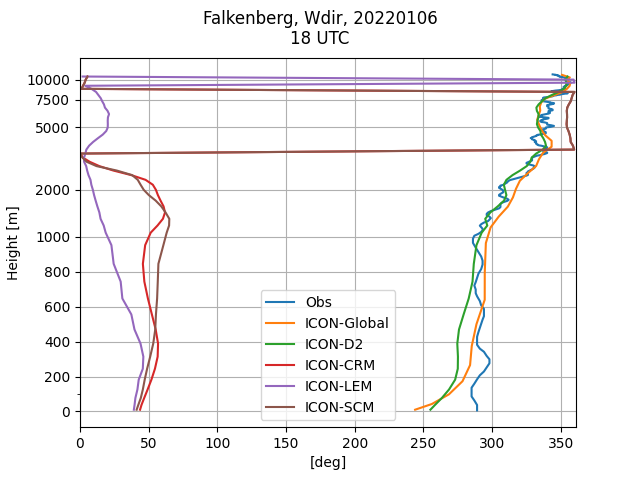 Falkenberg, Wdir, 20220106
18 UTC
10000
7500
5000
2000
1000
800
600
400
200
0
Height [m]
Obs
ICON-Global
ICON-D2
ICON-CRM
ICON-LEM
ICON-SCM
0 50 100 150 200 250 300 350
[deg]